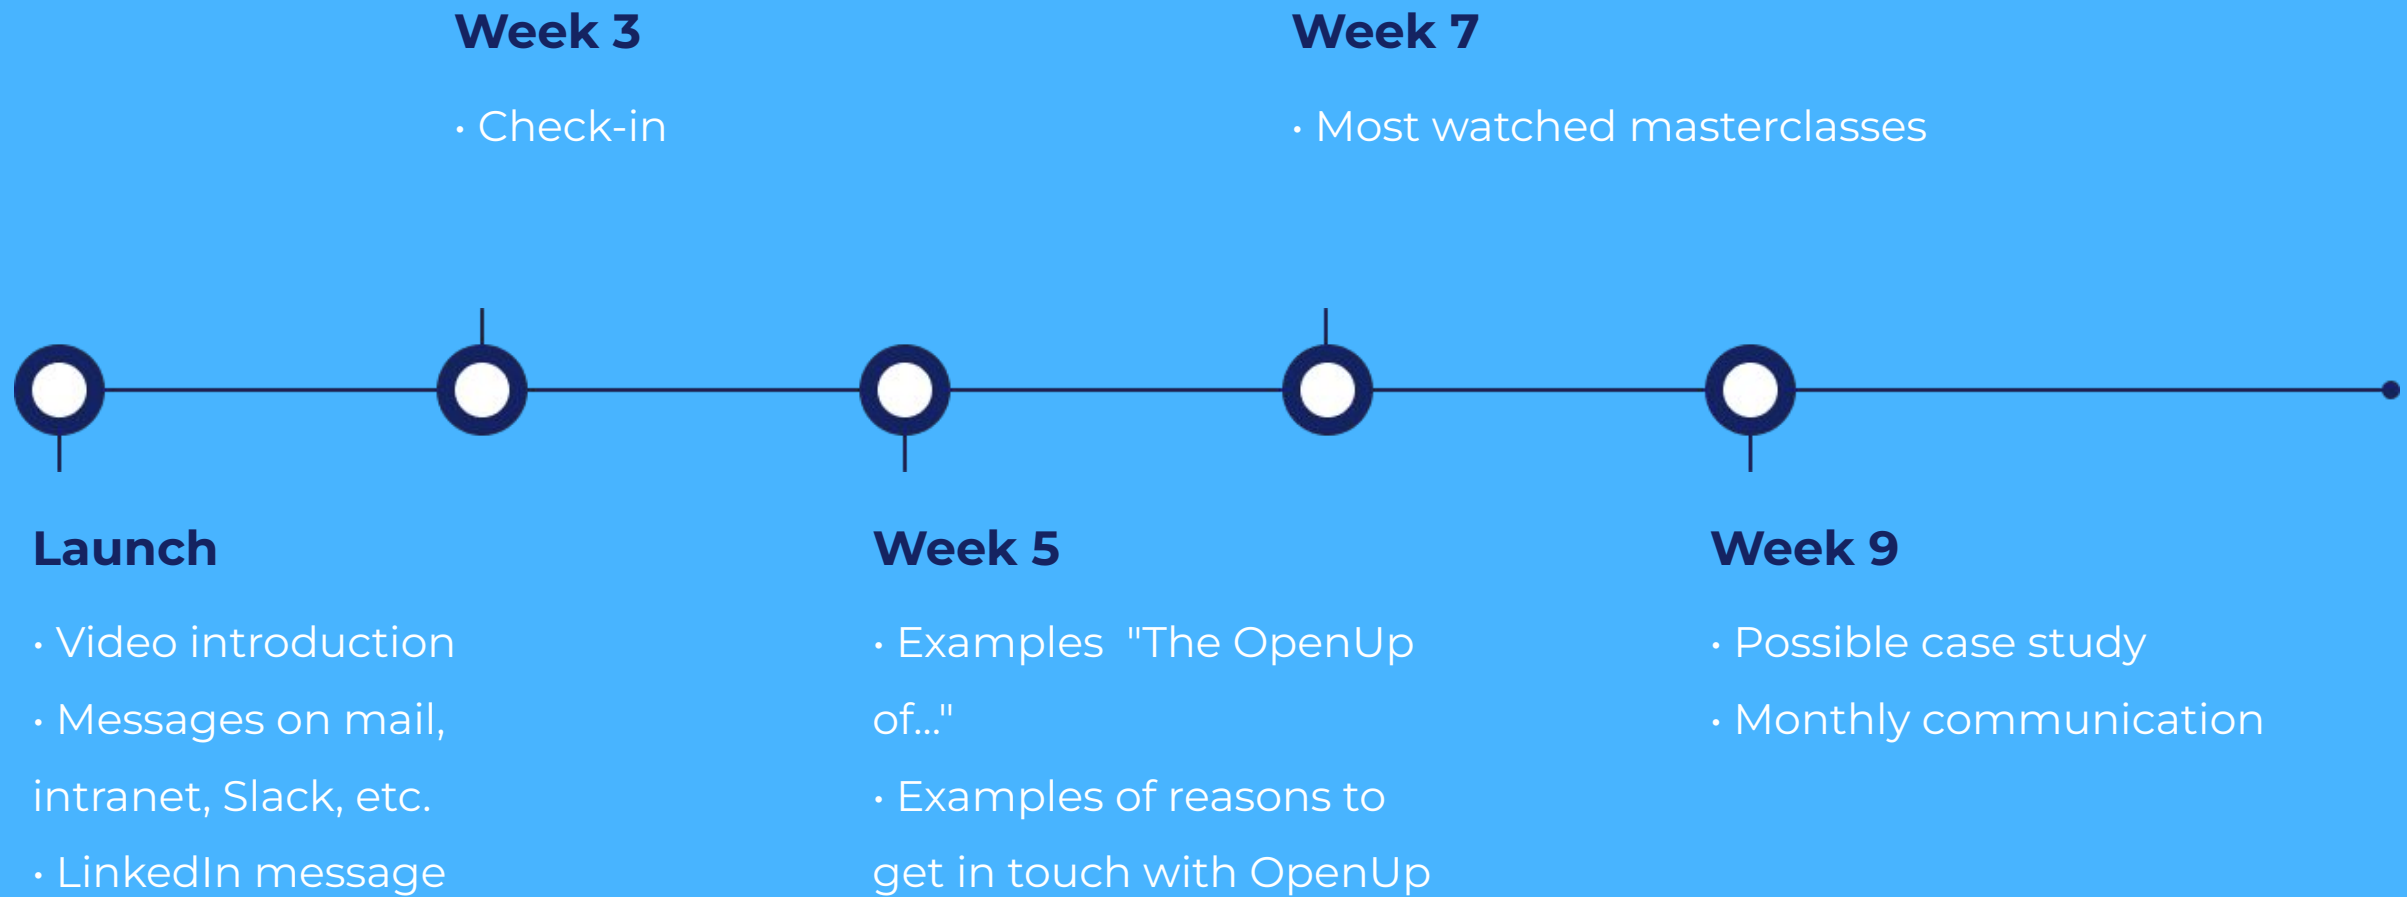 Week 3
• Check-in
Week 7
• Most watched masterclasses
Launch
• Video introduction
• Messages on mail,
intranet, Slack, etc.
• LinkedIn message
Week 5
• Examples  "The OpenUp
of..."
• Examples of reasons to
get in touch with OpenUp
Week 9
• Possible case study
• Monthly communication